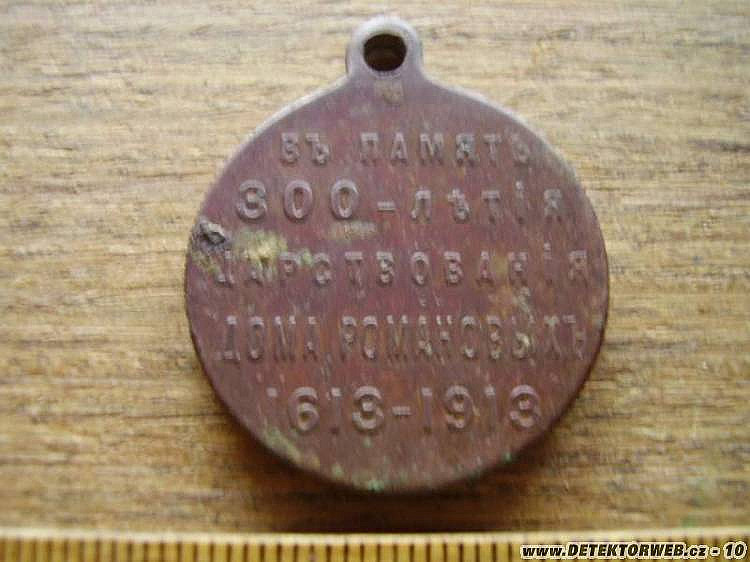 ВЪ ПАМЯТЬ
300-лѣтія
ЦАРСТВОВАНІЯ
ДОМА РОМАНОВЫХЪ
1613-1913
www.DETEKTORWEB.cz - 10